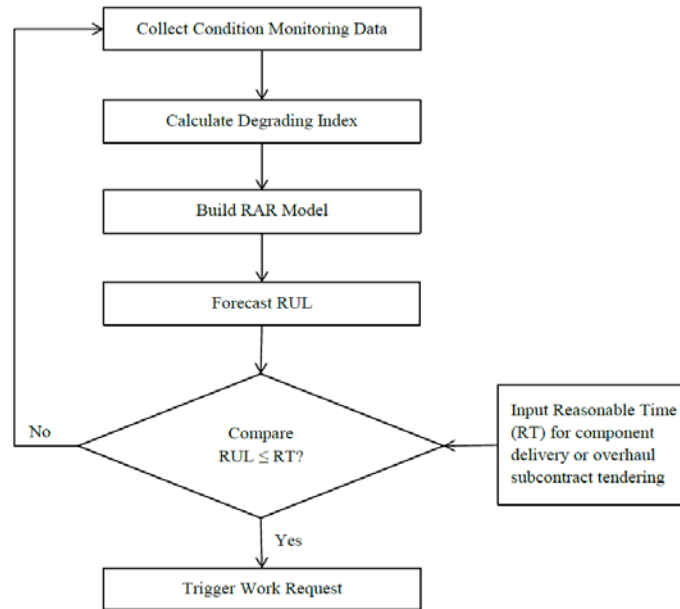 Collect Condition Monitoring Data
Calculate Degrading Index
Build RAR Model
Forecast RUL
Compare
RUL ≤ RT?
No
Input Reasonable Time
(RT) for component
delivery or overhaul
subcontract tendering
Yes
Trigger Work Request